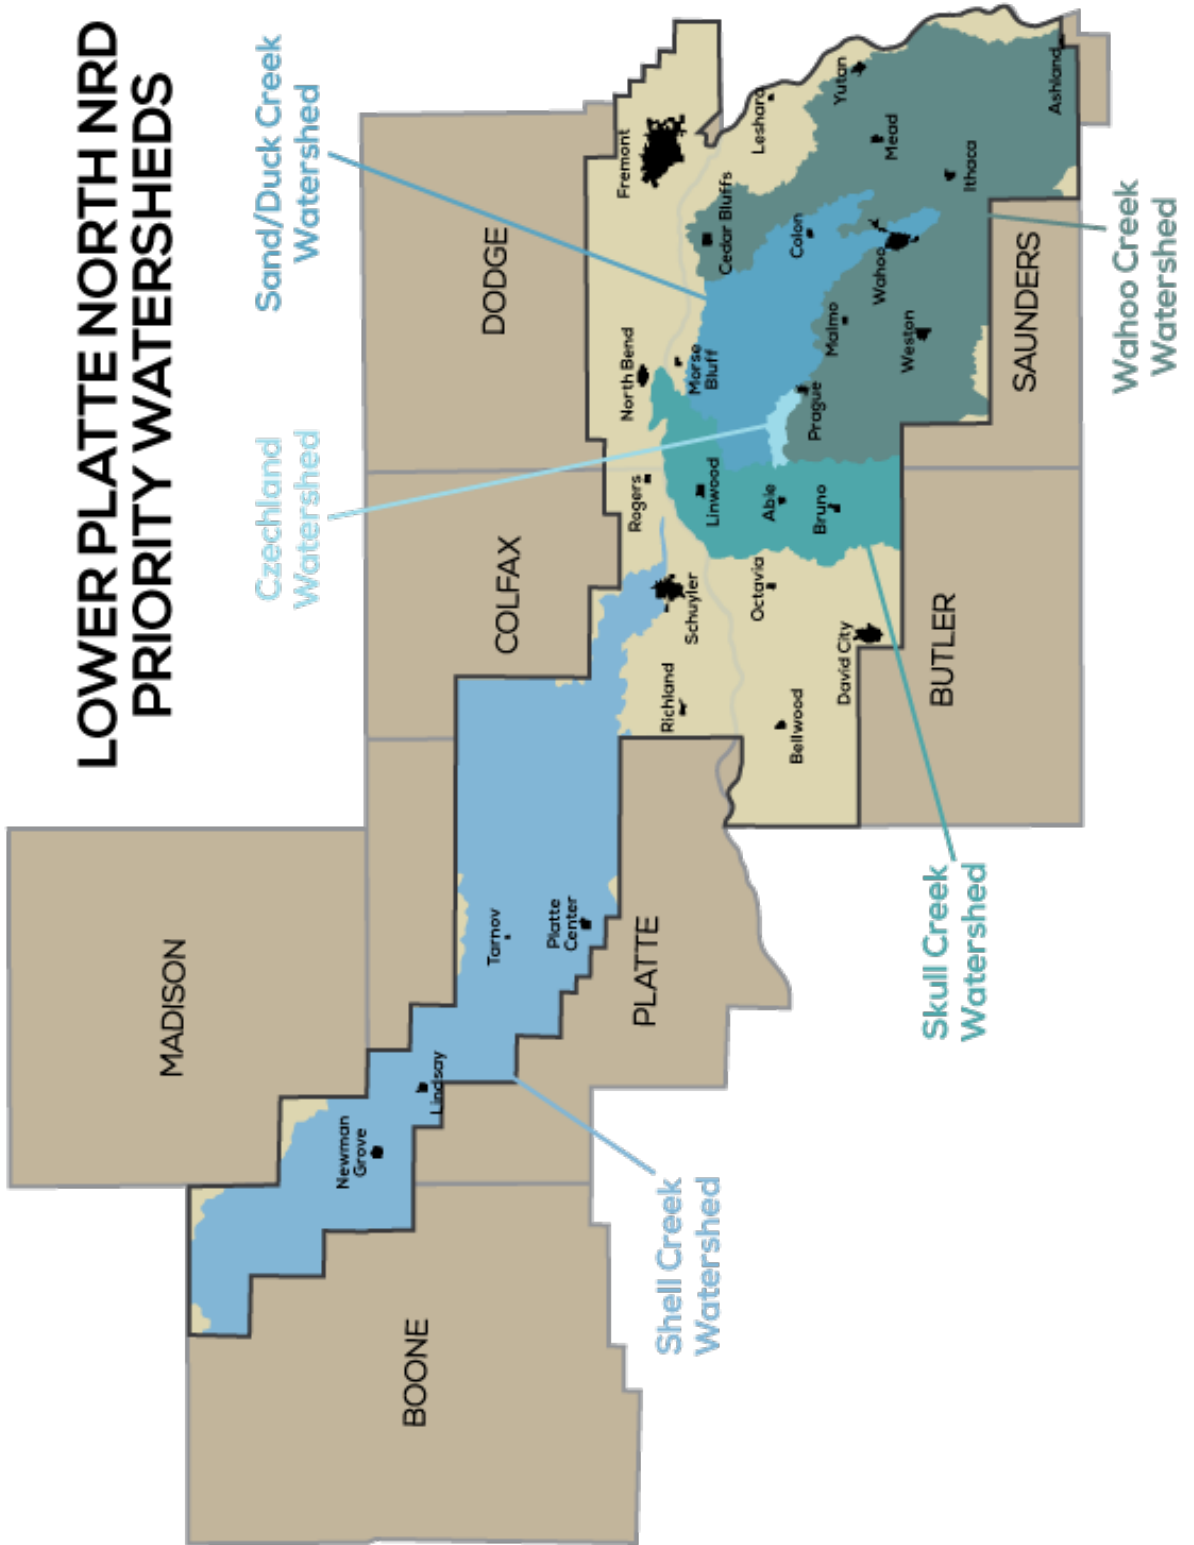 LOWER PLATTE NORTH NRD
PRIORITY WATERSHEDS
MADISON
BOONE
Newman
Grove
Lindsay
Tarnov
Platte
Center
PLATTE
Shell Creek
Watershed
COLFAX
Czechland
Watershed
DODGE
Sand/Duck Creek
Watershed
Richland
Schuyler
Rogers
North Bend
Fremont
Morse
Bluff
Cedar Bluffs
Leshara
Bellwood
Octavia
Linwood
Abie
Bruno
David City
Prague
Malmo
Colon
Wahoo
Weston
Yutan
Mead
Ithaca
Ashland
BUTLER
SAUNDERS
Skull Creek
Watershed
Wahoo Creek
Watershed